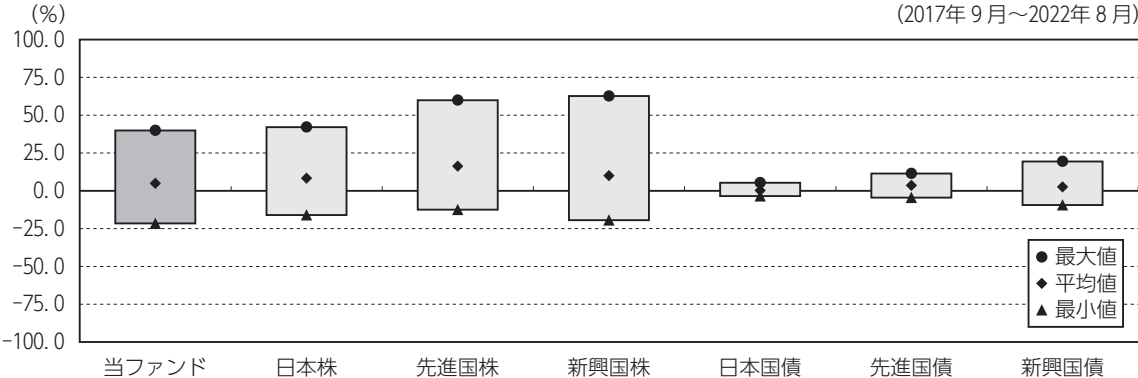 (%)
(2017年9月～2022年8月)
100.0
75.0
50.0
25.0
0.0
-25.0
-50.0
-75.0
-100.0
● 最大値
◆ 平均値
▲ 最小値
当ファンド 日本株 先進国株 新興国株 日本国債 先進国債 新興国債